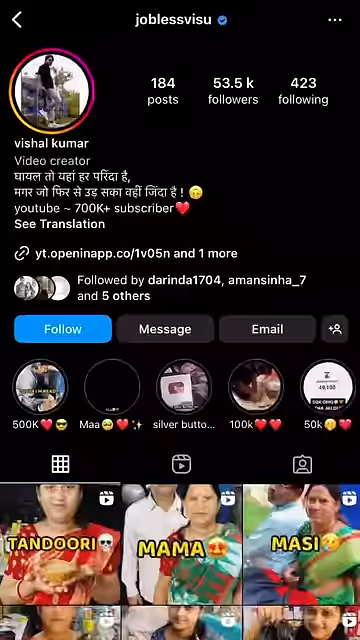 joblessvisu
184
53.5 k
423
posts
followers
following
vishal kumar
Video creator
घायल तो यहां हर परिंदा है,
मगर जो फिर से उड़ सका वहीं जिंदा है ! 😊
youtube ~ 700K+ subscriber❤️
See Translation
yt.openinapp.co/1v05n and 1 more
Followed by darinda1704, amansinha_7
and 5 others
Follow
Message
Email
500K❤️😎
Maa🥺❤️✨
silver butto...
100k❤️❤️
50k🤗❤️
TANDOORI💀
MAMA😍
MASI